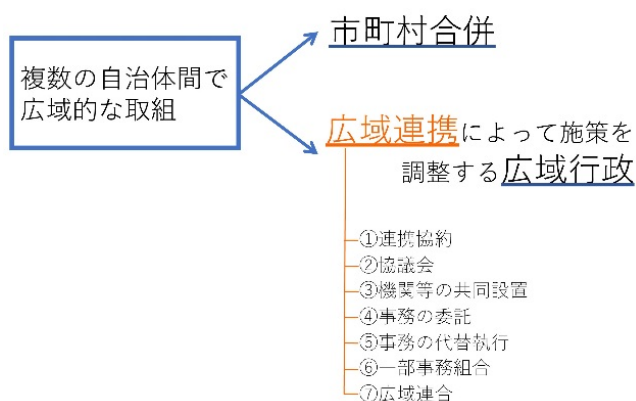 複数の自治体間で
広域的な取組
市町村合併
広域連携によって施策を
調整する広域行政
①連携協約
②協議会
③機関等の共同設置
④事務の委託
⑤事務の代替執行
⑥一部事務組合
⑦広域連合